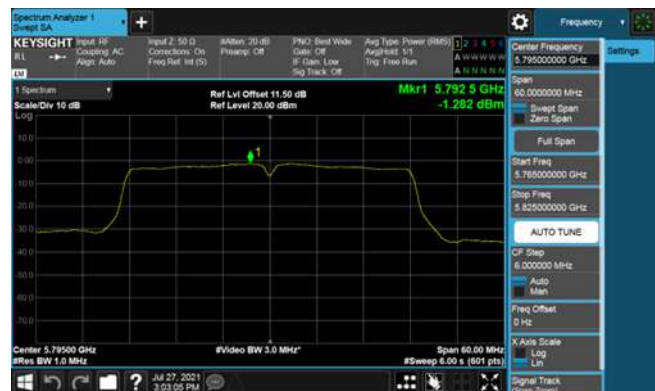 Spectrum Analyzer 1
Swept SA
+
Frequency
KEYSIGHT
RL
Input: RF
Coupling: AC
Align: Auto
Input Z: 50 Ω
Corrections: On
Freq Ref: Int (S)
#Atten: 20 dB
Preamp: Off
PNO: Best Wide
Gate: Off
IF Gain: Low
Sig Track: Off
Avg Type: Power (RMS)
Avg|Hold: 1/1
Trig: Free Run
1 2 3 4 5 6
A W W W W W
A N N N N N
LW
1 Spectrum
Scale/Div 10 dB
Log
Ref Lvl Offset 11.50 dB
Ref Level 20.00 dBm
Mkr1 5.792 5 GHz
-1.282 dBm
1
10.0
0.00
-10.0
-20.0
-30.0
-40.0
-50.0
-60.0
-70.0
Center 5.79500 GHz
#Res BW 1.0 MHz
#Video BW 3.0 MHz*
Span 60.00 MHz
#Sweep 6.00 s (601 pts)
Jul 27, 2021
3:03:05 PM
Center Frequency
5.795000000 GHz
Settings
Span
60.0000000 MHz
Swept Span
Zero Span
Full Span
Start Freq
5.765000000 GHz
Stop Freq
5.825000000 GHz
AUTO TUNE
CF Step
6.000000 MHz
Auto
Man
Freq Offset
0 Hz
X Axis Scale
Log
Lin
Signal Track
(Span Zoom)